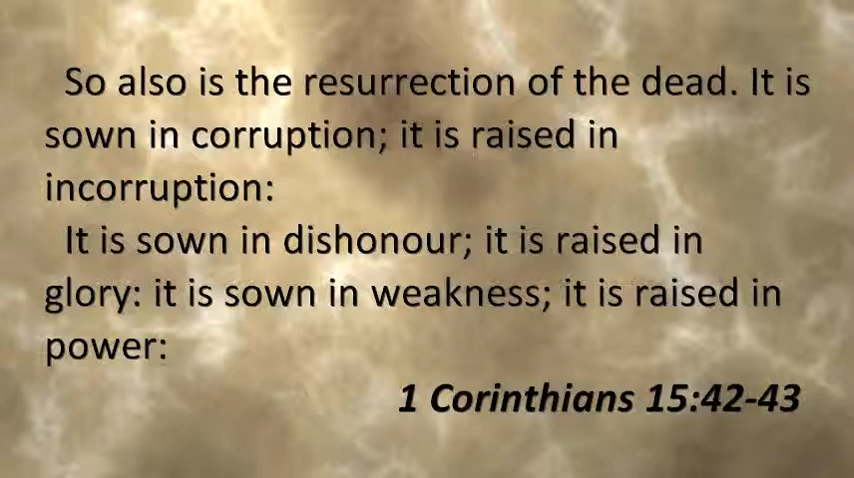 So also is the resurrection of the dead. It is
sown in corruption; it is raised in
incorruption:
It is sown in dishonour; it is raised in
glory: it is sown in weakness; it is raised in
power:
1 Corinthians 15:42-43